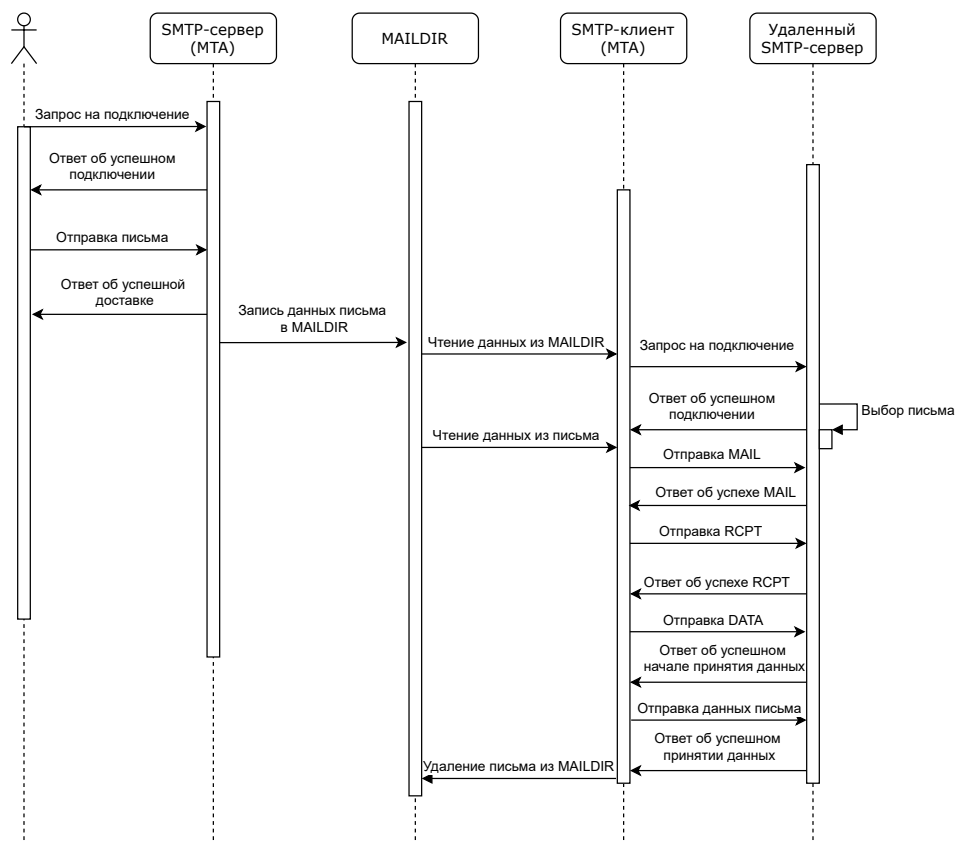 SMTP-сервер
(MTA)
MAILDIR
SMTP-клиент
(MTA)
Удаленный
SMTP-сервер
Запрос на подключение
Ответ об успешном
подключении
Отправка письма
Ответ об успешной
доставке
Запись данных письма
в MAILDIR
Чтение данных из MAILDIR
Запрос на подключение
Ответ об успешном
подключении
Выбор письма
Чтение данных из письма
Отправка MAIL
Ответ об успехе MAIL
Отправка RCPT
Ответ об успехе RCPT
Отправка DATA
Ответ об успешном
начале принятия данных
Отправка данных письма
Ответ об успешном
принятии данных
Удаление письма из MAILDIR